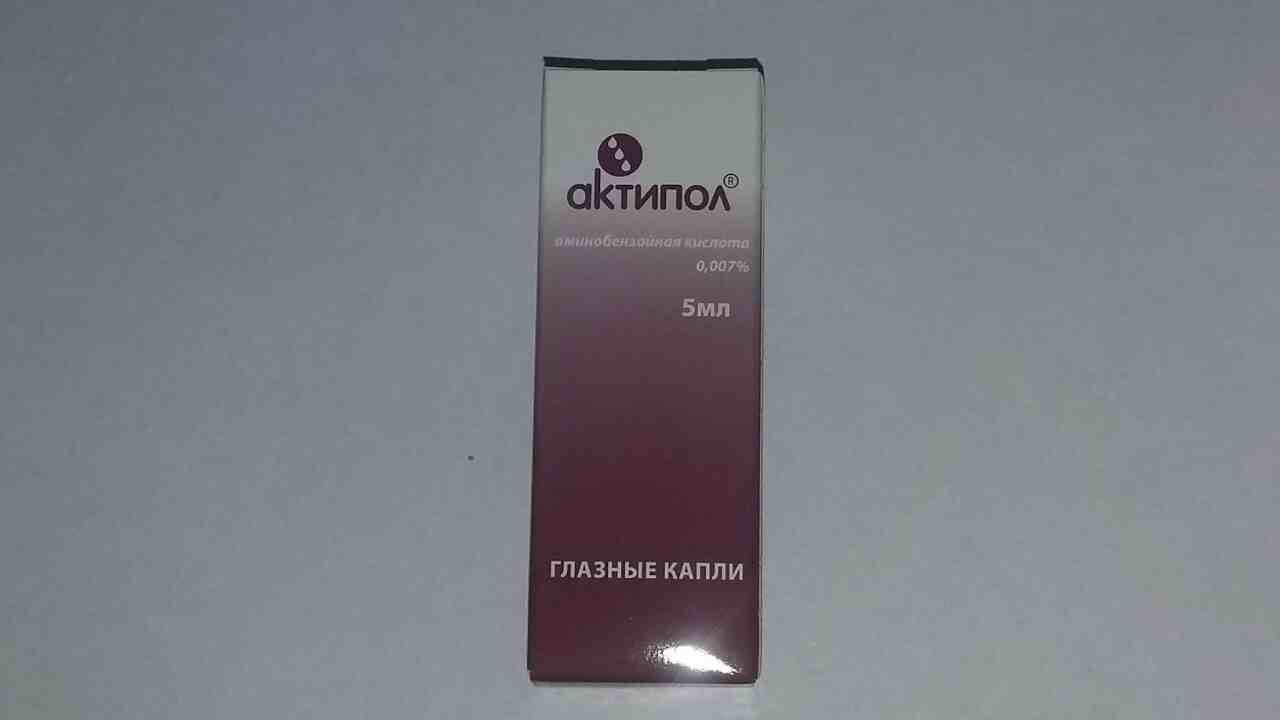 актипол®
аминобензойная кислота
0,007%
5мл
ГЛАЗНЫЕ КАПЛИ